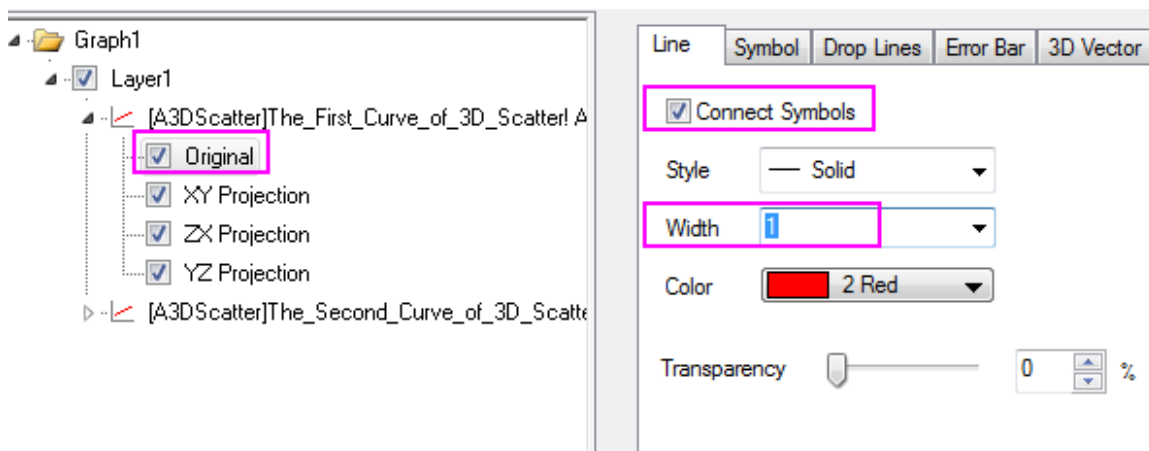 Graph1
Layer1
[A3DScatter]The_First_Curve_of_3D_Scatter! A
Original
XY Projection
ZX Projection
YZ Projection
[A3DScatter]The_Second_Curve_of_3D_Scatte
Line Symbol Drop Lines Error Bar 3D Vector
Connect Symbols
Style Solid
Width 1
Color 2 Red
Transparency 0 %